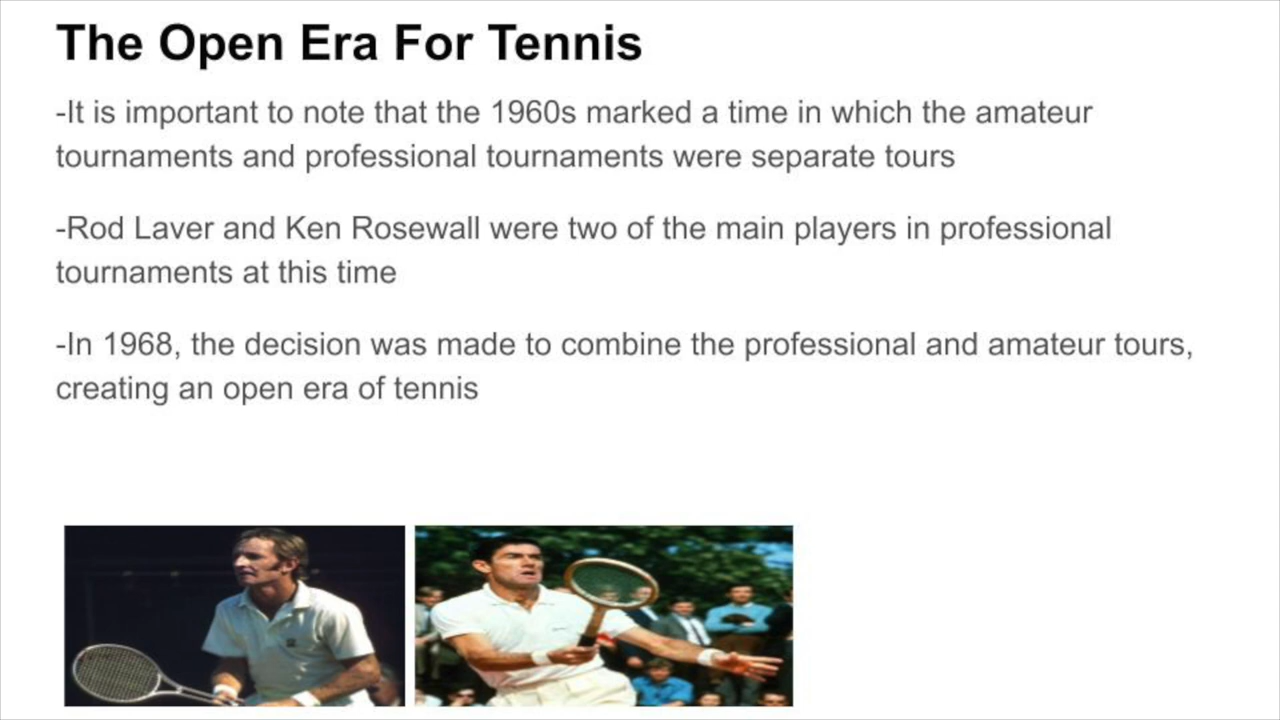 The Open Era For Tennis
-It is important to note that the 1960s marked a time in which the amateur
tournaments and professional tournaments were separate tours
-Rod Laver and Ken Rosewall were two of the main players in professional
tournaments at this time
-In 1968, the decision was made to combine the professional and amateur tours,
creating an open era of tennis